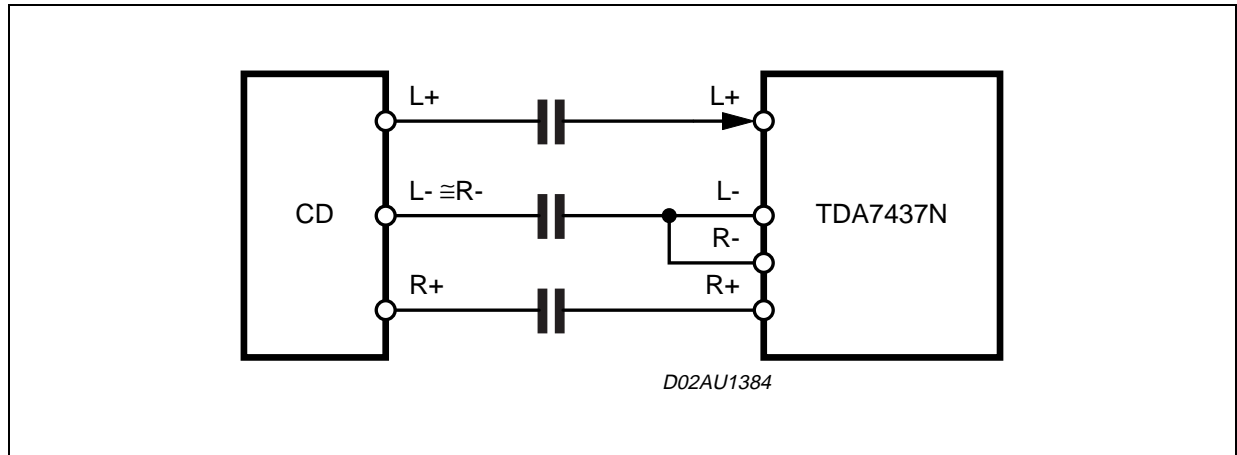 L+
L+
L- ≅R-
L-
CD
TDA7437N
R-
R+
R+
D02AU1384